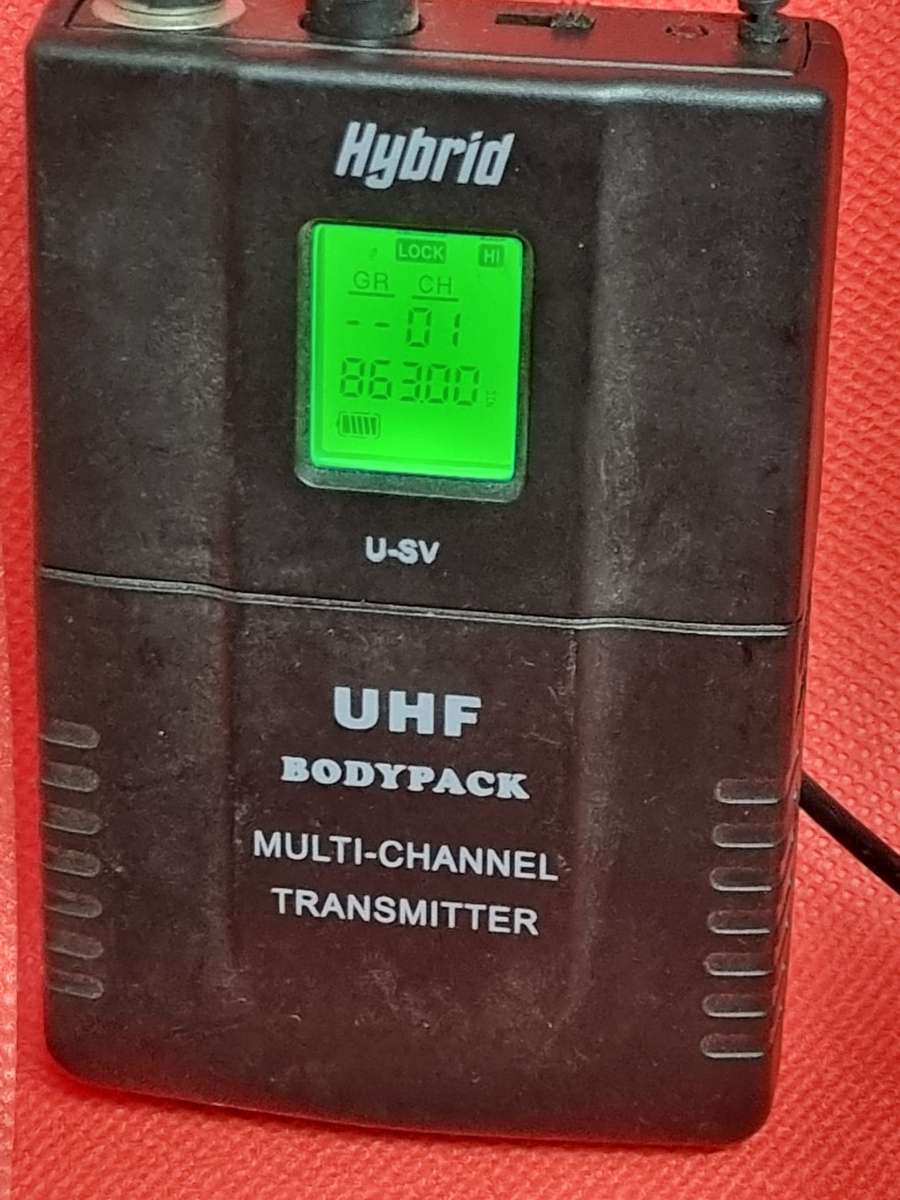 Hybrid
LOCK HI
GR CH
--01
863.00
U-SV
UHF
BODYPACK
MULTI-CHANNEL
TRANSMITTER